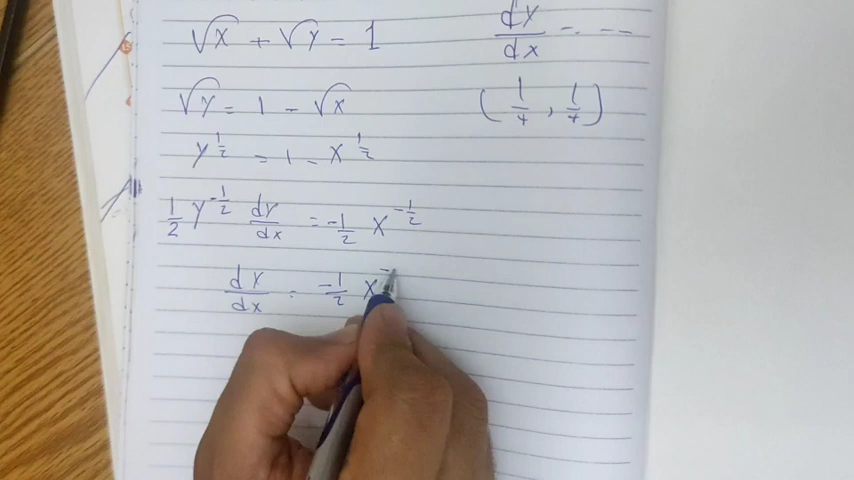 √x + √y = 1
dy/dx = --
√y = 1 - √x
(1/4, 1/4)
y^1/2 = 1 - x^1/2
1/2 y^-1/2 dy/dx = -1/2 x^-1/2
dy/dx = -1/2 x^-